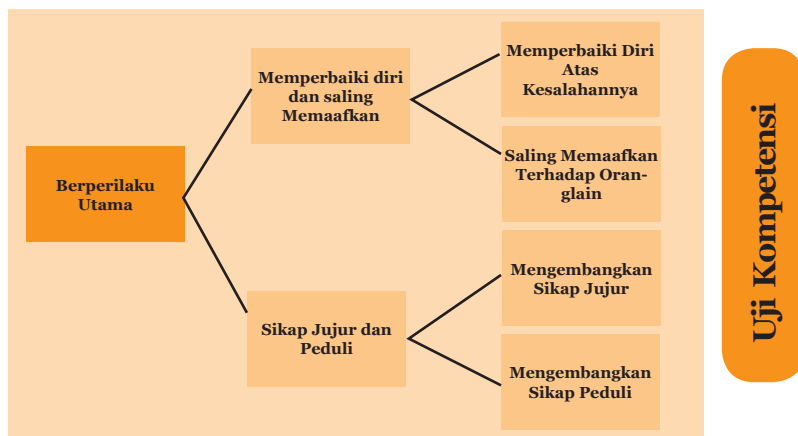 Berperilaku
Utama
Memperbaiki diri
dan saling
Memaafkan
Memperbaiki Diri
Atas
Kesalahannya
Saling Memaafkan
Terhadap Oran-
glain
Sikap Jujur dan
Peduli
Mengembangkan
Sikap Jujur
Mengembangkan
Sikap Peduli
Uji Kompetensi